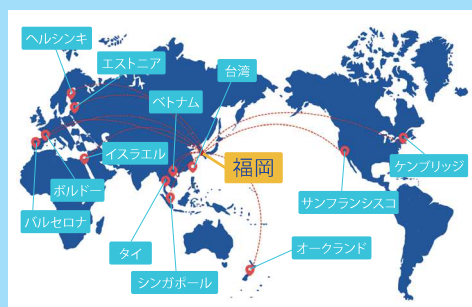 ヘルシンキ
エストニア
台湾
ベトナム
イスラエル
福岡
ケンブリッジ
ボルドー
サンフランシスコ
バルセロナ
タイ
オークランド
シンガポール